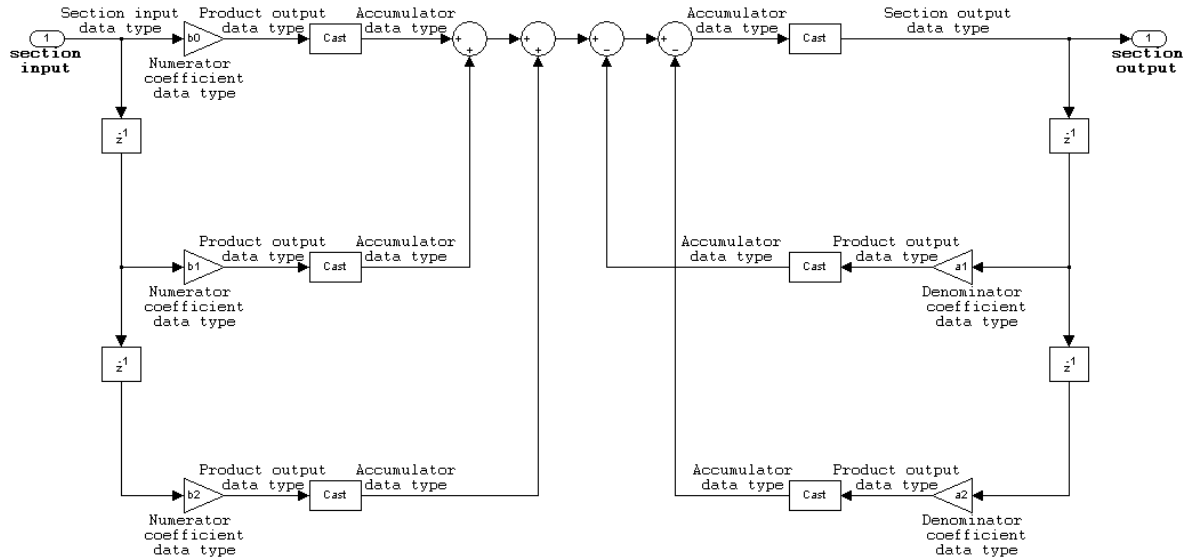 Section input
data type
Product output
data type
Accumulator
data type
Accumulator
data type
Section output
data type
1
section
input
b0
Cast
+
+
+
+
+
−
+
−
Cast
1
section
output
Numerator
coefficient
data type
z-1
z-1
Product output
data type
Accumulator
data type
Accumulator
data type
Product output
data type
b1
Cast
Cast
a1
Numerator
coefficient
data type
Denominator
coefficient
data type
z-1
z-1
Product output
data type
Accumulator
data type
Accumulator
data type
Product output
data type
b2
Cast
Cast
a2
Numerator
coefficient
data type
Denominator
coefficient
data type